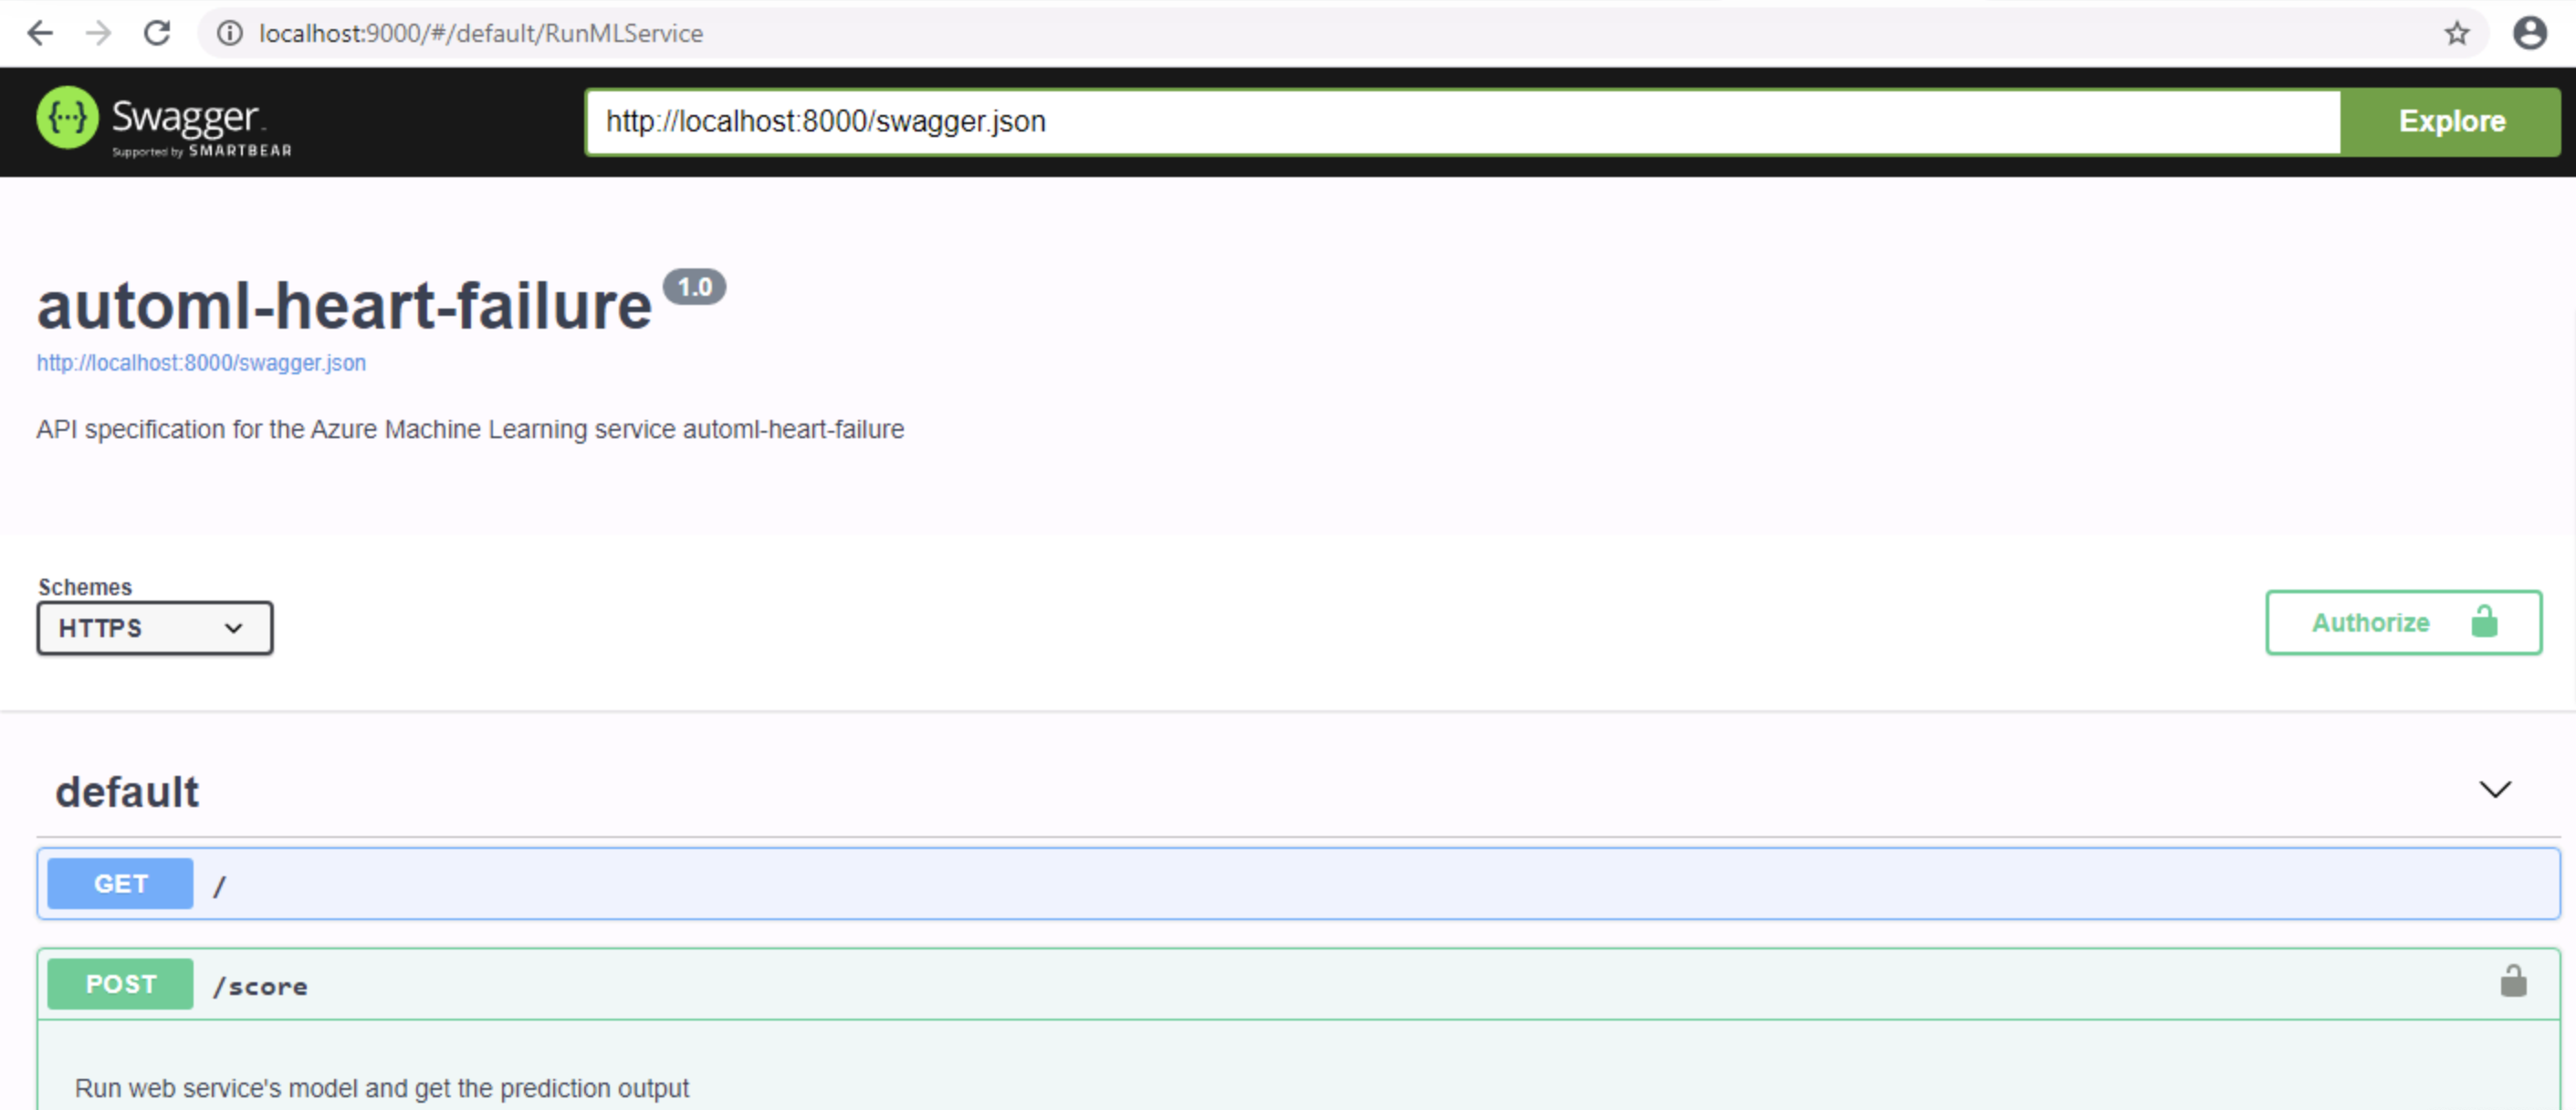 localhost:9000/#/default/RunMLService
{...} Swagger
Supported by SMARTBEAR
http://localhost:8000/swagger.json
Explore
automl-heart-failure 1.0
http://localhost:8000/swagger.json
API specification for the Azure Machine Learning service automl-heart-failure
Schemes
HTTPS
Authorize
default
GET /
POST /score
Run web service's model and get the prediction output